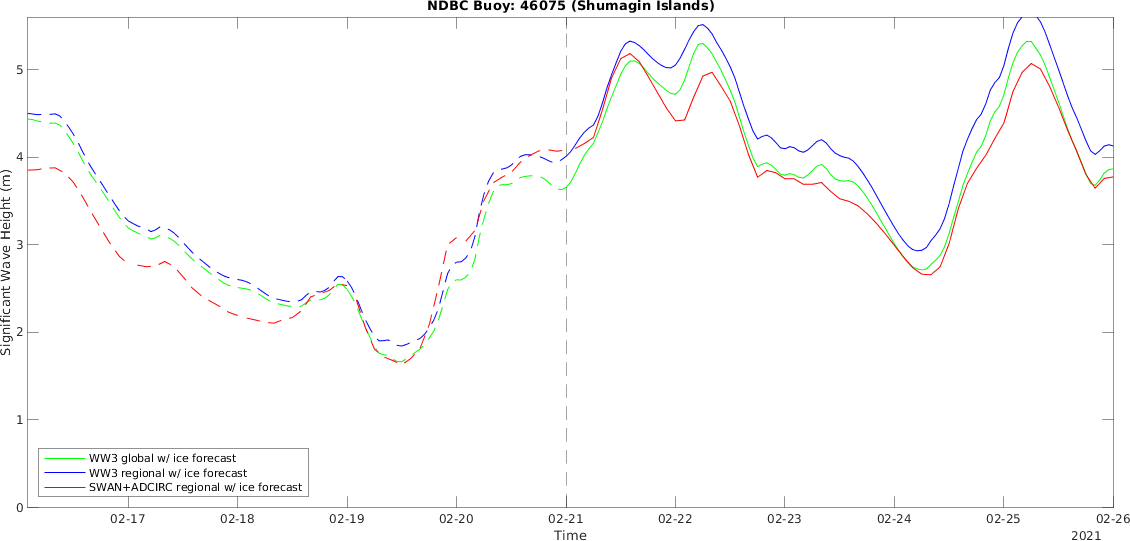 NDBC Buoy: 46075 (Shumagin Islands)
Significant Wave Height (m)
5
4
3
2
1
0
WW3 global w/ ice forecast
WW3 regional w/ ice forecast
SWAN+ADCIRC regional w/ ice forecast
02-17 02-18 02-19 02-20 02-21 02-22 02-23 02-24 02-25 02-26
Time
2021